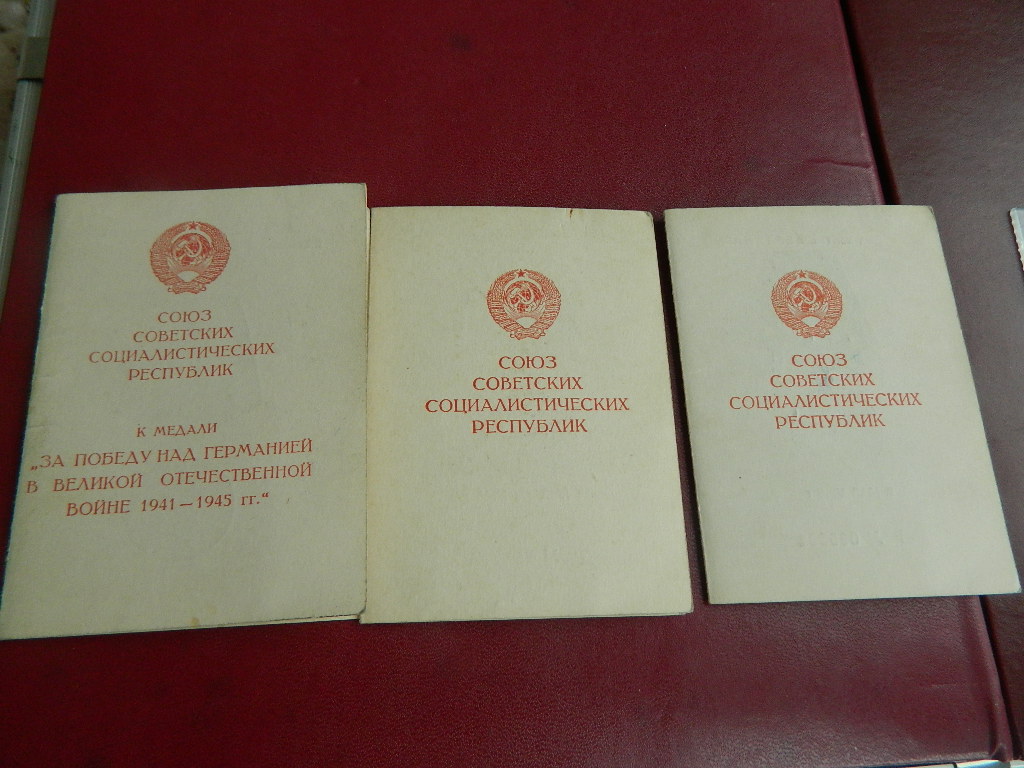 СОЮЗ
СОВЕТСКИХ
СОЦИАЛИСТИЧЕСКИХ
РЕСПУБЛИК
К МЕДАЛИ
„ЗА ПОБЕДУ НАД ГЕРМАНИЕЙ
В ВЕЛИКОЙ ОТЕЧЕСТВЕННОЙ
ВОЙНЕ 1941—1945 гг.“
СОЮЗ
СОВЕТСКИХ
СОЦИАЛИСТИЧЕСКИХ
РЕСПУБЛИК
СОЮЗ
СОВЕТСКИХ
СОЦИАЛИСТИЧЕСКИХ
РЕСПУБЛИК